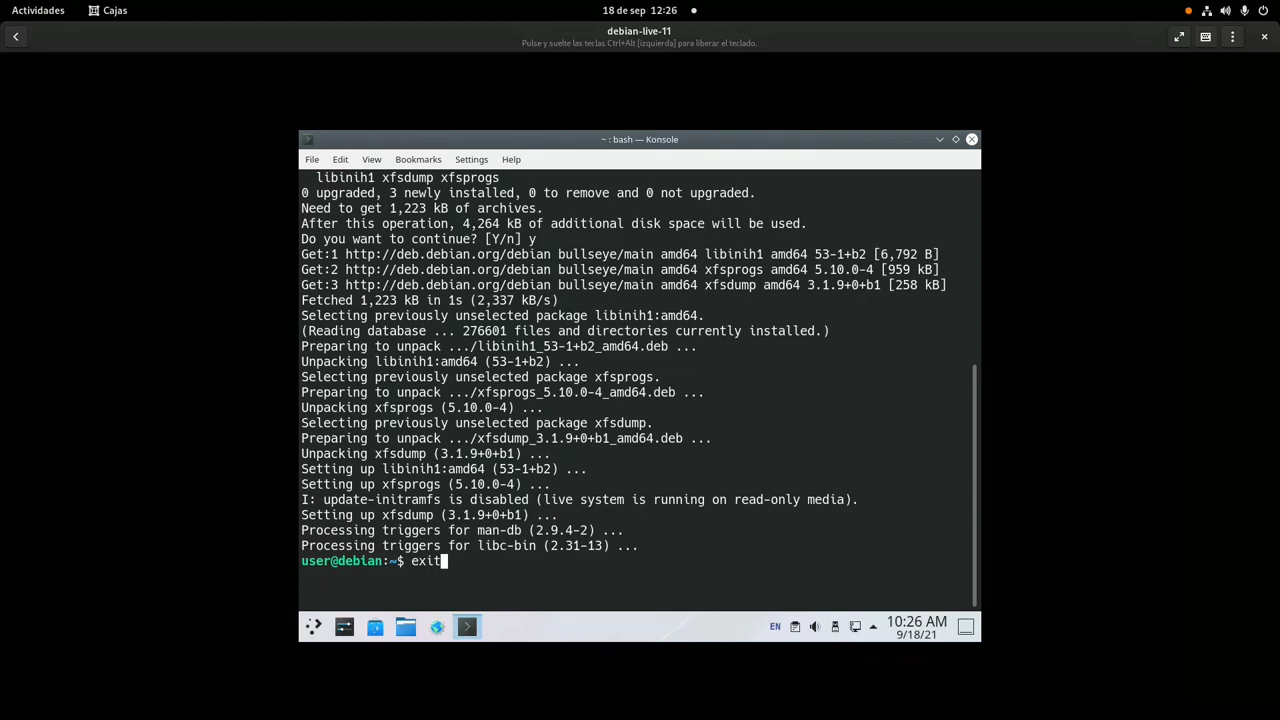 Actividades
Cajas
18 de sep 12:26
debian-live-11
Pulse y suelte las teclas Ctrl+Alt [izquierda] para liberar el teclado.
~ : bash — Konsole
File Edit View Bookmarks Settings Help
libinih1 xfsdump xfsprogs
0 upgraded, 3 newly installed, 0 to remove and 0 not upgraded.
Need to get 1,223 kB of archives.
After this operation, 4,264 kB of additional disk space will be used.
Do you want to continue? [Y/n] y
Get:1 http://deb.debian.org/debian bullseye/main amd64 libinih1 amd64 53-1+b2 [6,792 B]
Get:2 http://deb.debian.org/debian bullseye/main amd64 xfsprogs amd64 5.10.0-4 [959 kB]
Get:3 http://deb.debian.org/debian bullseye/main amd64 xfsdump amd64 3.1.9+0+b1 [258 kB]
Fetched 1,223 kB in 1s (2,337 kB/s)
Selecting previously unselected package libinih1:amd64.
(Reading database ... 276601 files and directories currently installed.)
Preparing to unpack .../libinih1_53-1+b2_amd64.deb ...
Unpacking libinih1:amd64 (53-1+b2) ...
Selecting previously unselected package xfsprogs.
Preparing to unpack .../xfsprogs_5.10.0-4_amd64.deb ...
Unpacking xfsprogs (5.10.0-4) ...
Selecting previously unselected package xfsdump.
Preparing to unpack .../xfsdump_3.1.9+0+b1_amd64.deb ...
Unpacking xfsdump (3.1.9+0+b1) ...
Setting up libinih1:amd64 (53-1+b2) ...
Setting up xfsprogs (5.10.0-4) ...
I: update-initramfs is disabled (live system is running on read-only media).
Setting up xfsdump (3.1.9+0+b1) ...
Processing triggers for man-db (2.9.4-2) ...
Processing triggers for libc-bin (2.31-13) ...
user@debian:~$ exit
EN
10:26 AM
9/18/21